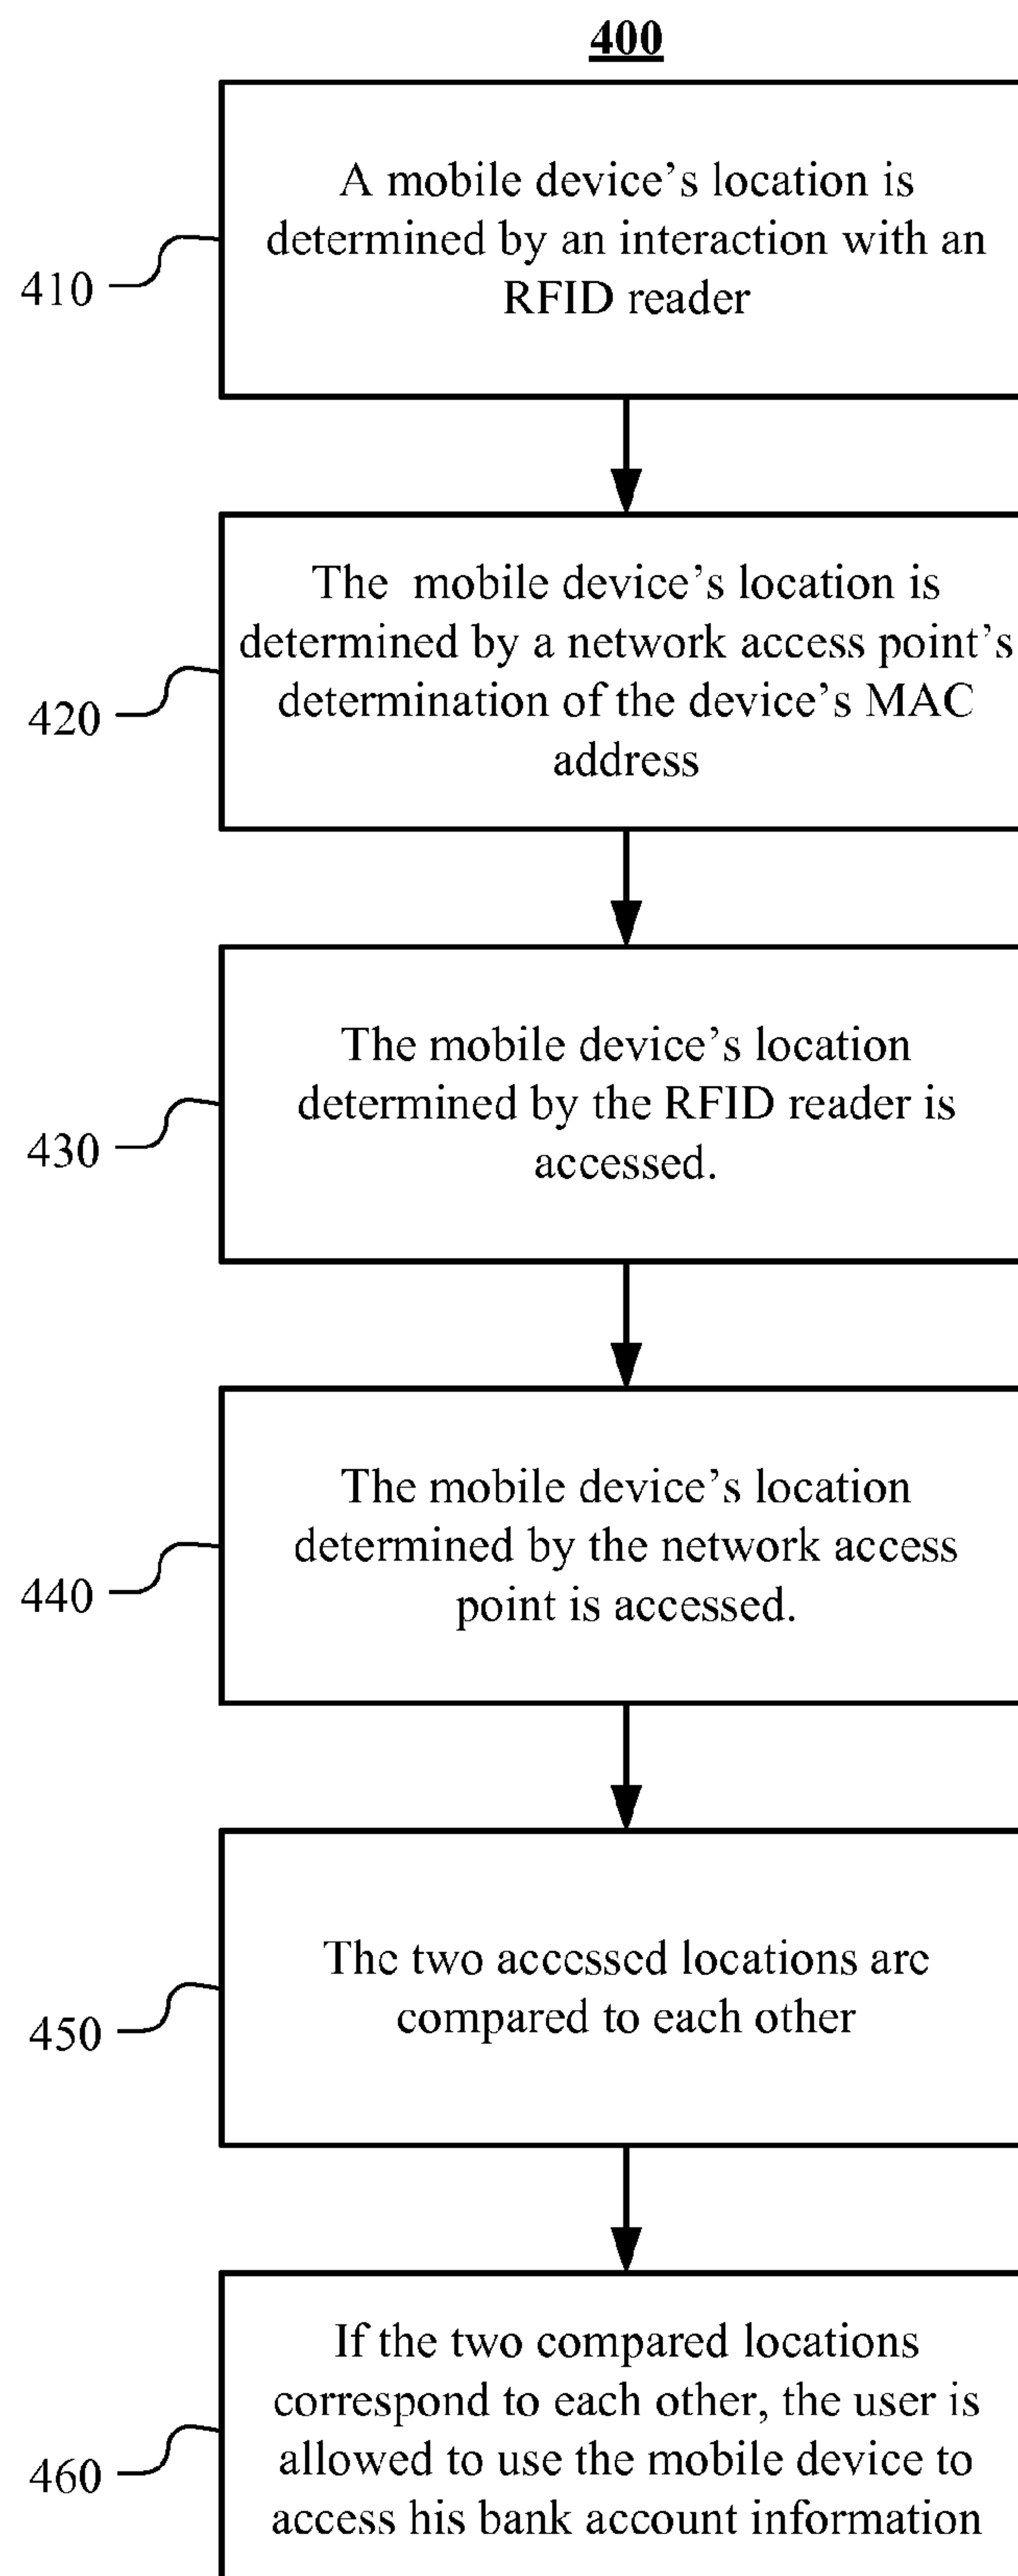 400
A mobile device's location is
determined by an interaction with an
RFID reader
410
The mobile device's location is
determined by a network access point's
determination of the device's MAC
address
420
The mobile device's location
determined by the RFID reader is
accessed.
430
The mobile device's location
determined by the network access
point is accessed.
440
The two accessed locations are
compared to each other
450
If the two compared locations
correspond to each other, the user is
allowed to use the mobile device to
access his bank account information
460